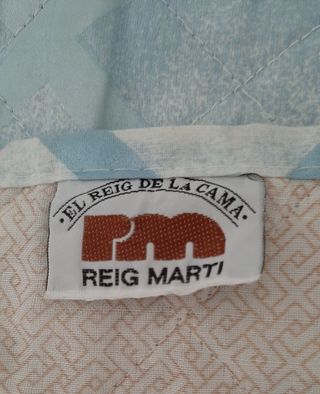 · EL REIG DE LA CAMA ·
rm
REIG MARTI